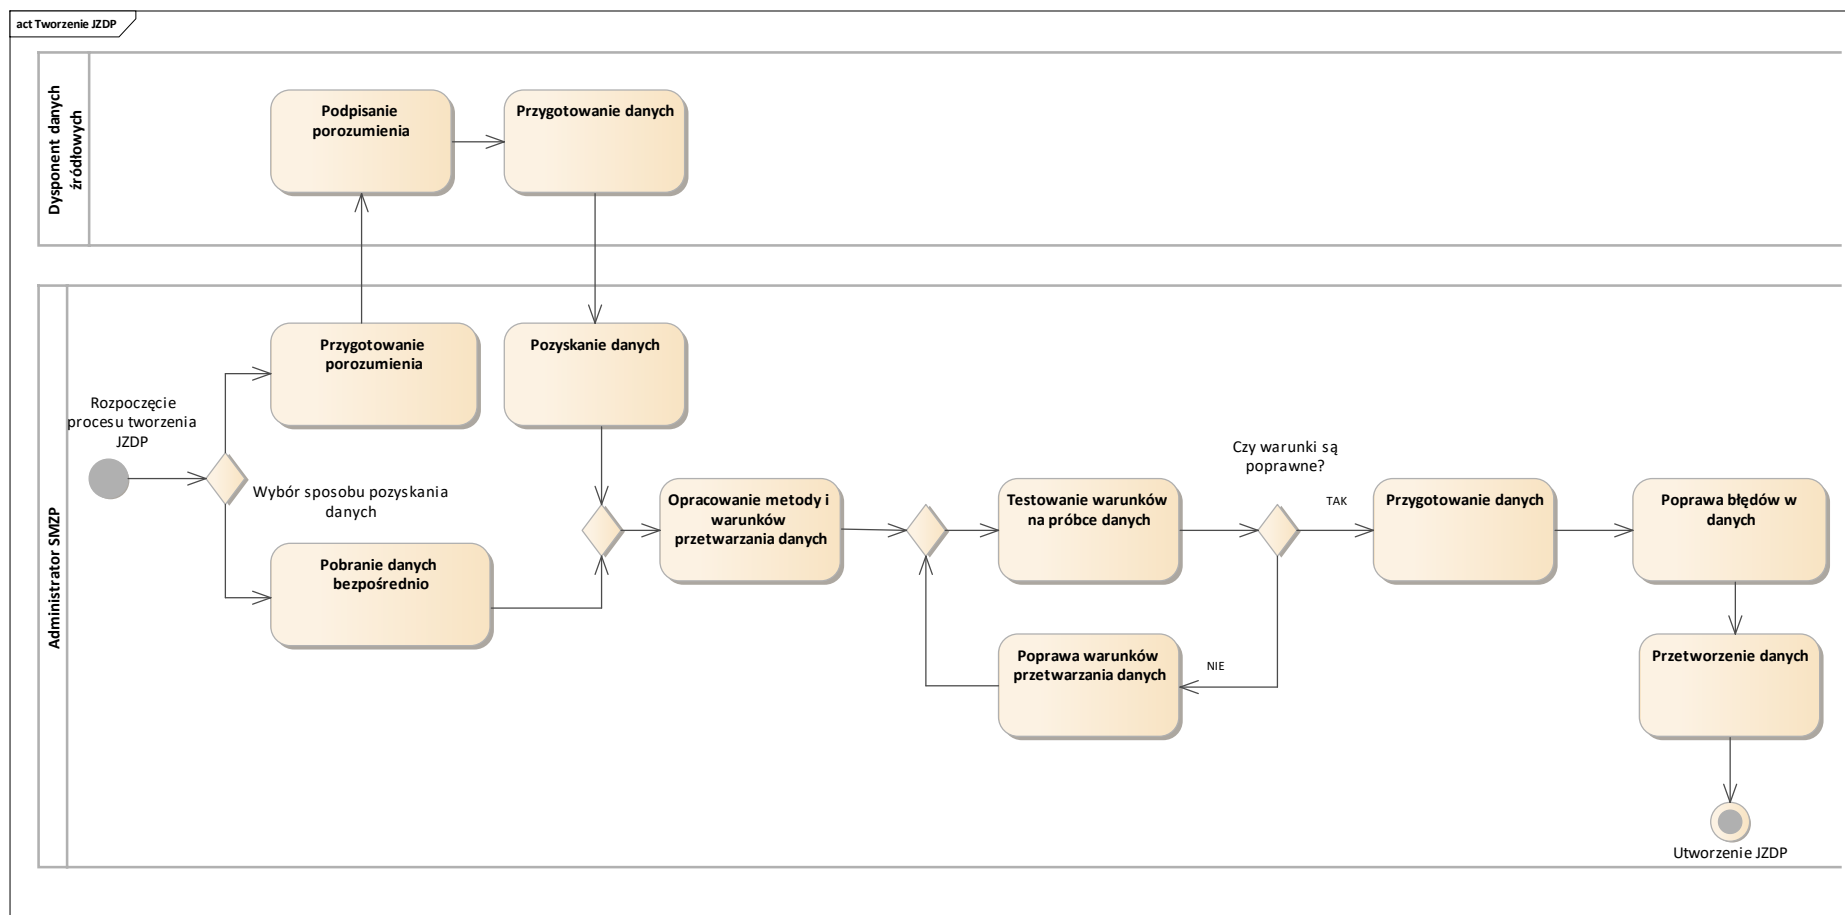 act Tworzenie JZDP
Dysponent danych
źródłowych
Podpisanie
porozumienia
Przygotowanie danych
Administrator SMZP
Przygotowanie
porozumienia
Pozyskanie danych
Rozpoczęcie
procesu tworzenia
JZDP
Wybór sposobu pozyskania
danych
Pobranie danych
bezpośrednio
Opracowanie metody i
warunków
przetwarzania danych
Testowanie warunków
na próbce danych
Czy warunki są
poprawne?
TAK
NIE
Poprawa warunków
przetwarzania danych
Przygotowanie danych
Poprawa błędów w
danych
Przetworzenie danych
Utworzenie JZDP